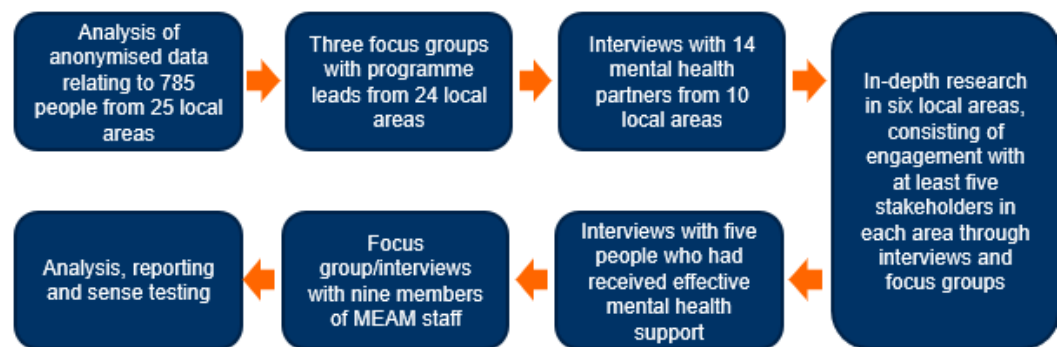 Analysis of
anonymised data
relating to 785
people from 25 local
areas
Three focus groups
with programme
leads from 24 local
areas
Interviews with 14
mental health
partners from 10
local areas
In-depth research
in six local areas,
consisting of
engagement with
at least five
stakeholders in
each area through
interviews and
focus groups
Interviews with five
people who had
received effective
mental health
support
Focus
group/interviews
with nine members
of MEAM staff
Analysis, reporting
and sense testing